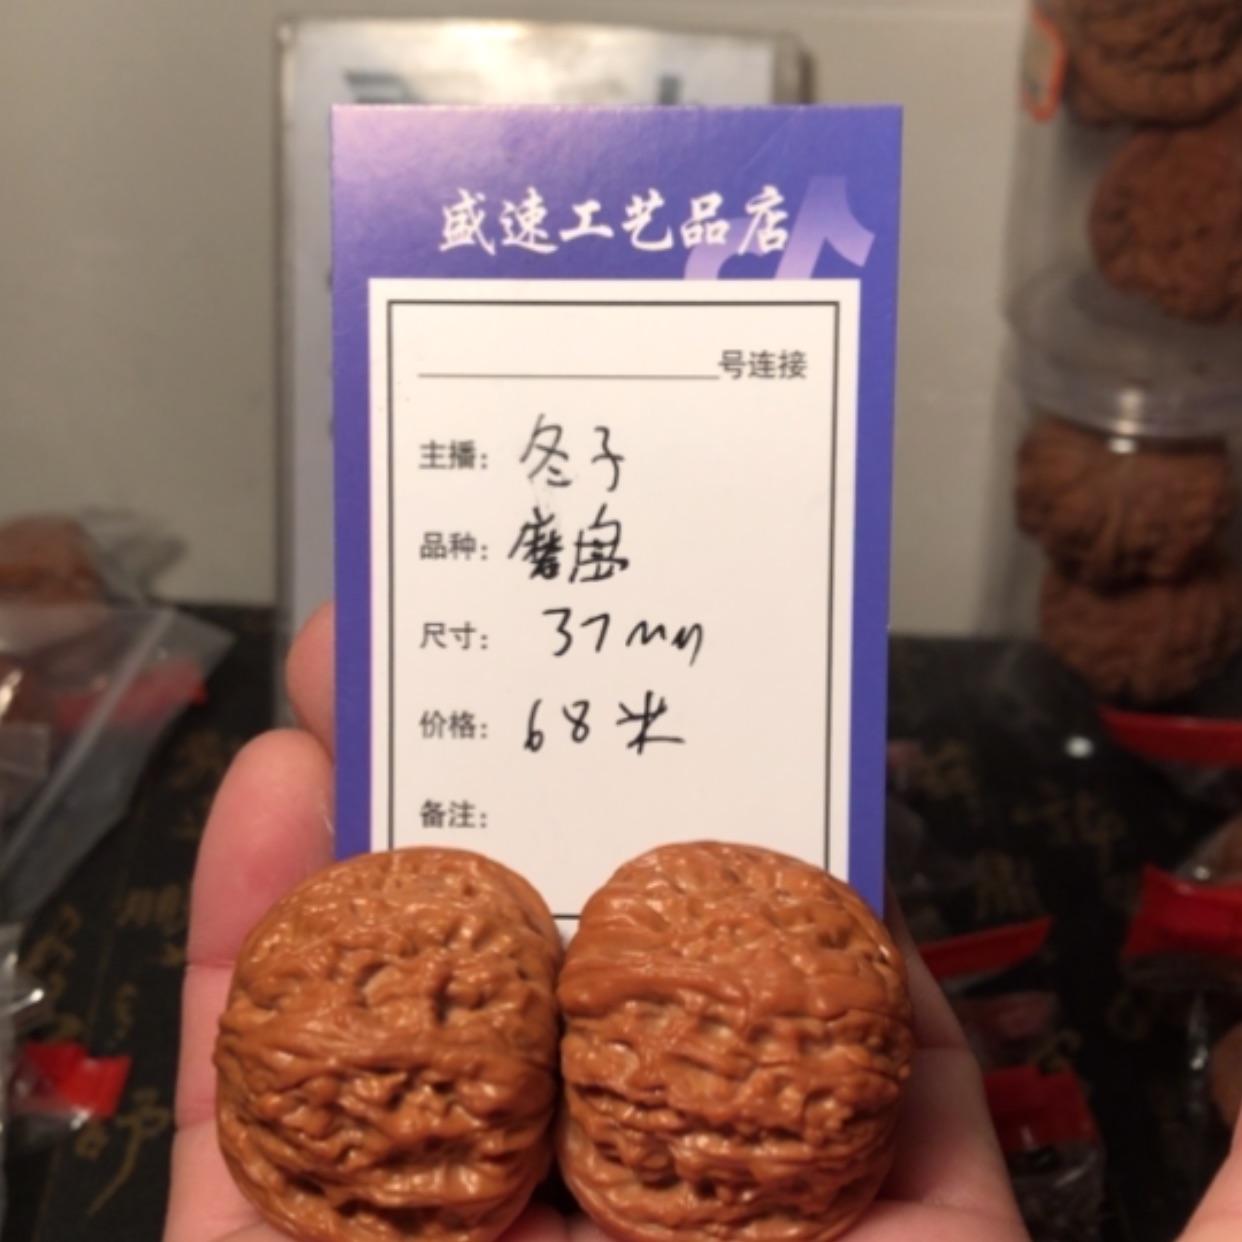 盛速工艺品店
号连接
主播：冬子
品种：磨盘
尺寸：37mm
价格：68米
备注：